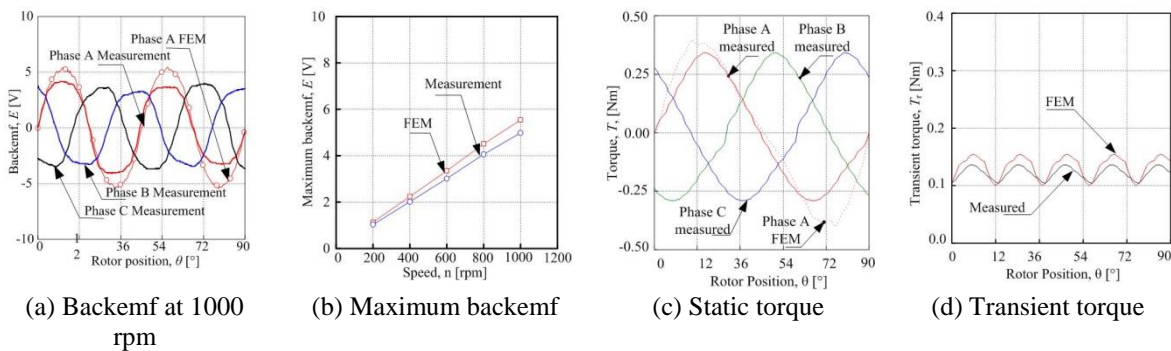 10
5
0
-5
-10
Backemf, E [V]
Phase A FEM
Phase A Measurement
Phase B Measurement
Phase C Measurement
0 1 36 54 72 90
2
Rotor position, θ [°]
(a) Backemf at 1000
rpm
10
8
6
4
2
0
Maximum backemf, E [V]
Measurement
FEM
200 400 600 800 1000 1200
Speed, n [rpm]
(b) Maximum backemf
0.50
0.25
0.00
-0.25
-0.50
Torque, T, [Nm]
Phase A
measured
Phase B
measured
Phase C
measured
Phase A
FEM
0 12 36 54 72 90
Rotor Position, θ [°]
(c) Static torque
0.4
0.3
0.2
0.1
0.0
Transient torque, Tr [Nm]
FEM
Measured
0 12 36 54 72 90
Rotor Position, θ [°]
(d) Transient torque